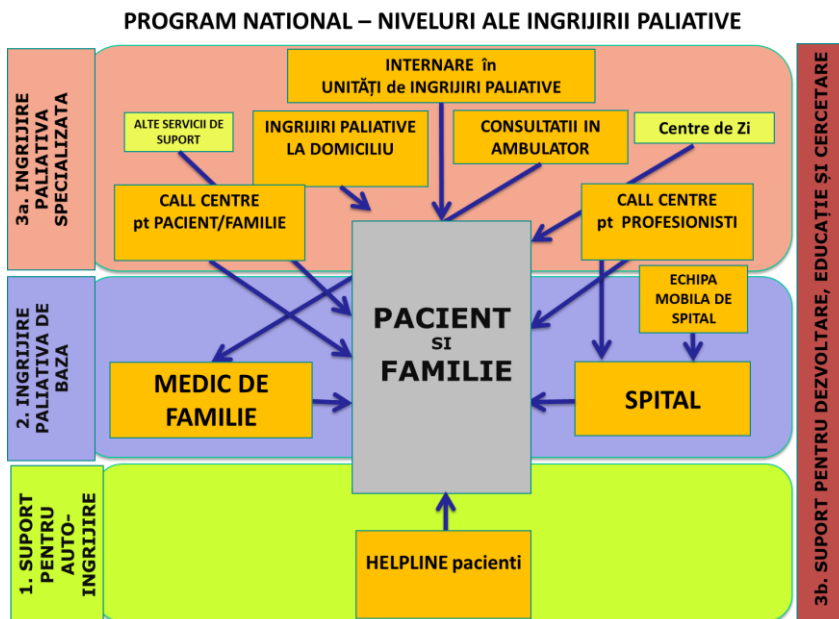 PROGRAM NATIONAL – NIVELURI ALE INGRIJIRII PALIATIVE
3a. INGRIJIRE
PALIATIVA
SPECIALIZATA
INTERNARE în
UNITĂȚI de INGRIJIRI PALIATIVE
ALTE SERVICII DE
SUPORT
INGRIJIRI PALIATIVE
LA DOMICILIU
CONSULTATII IN
AMBULATOR
Centre de Zi
CALL CENTRE
pt PACIENT/FAMILIE
CALL CENTRE
pt PROFESIONISTI
2. INGRIJIRE
PALIATIVA DE
BAZA
ECHIPA
MOBILA DE
SPITAL
PACIENT
SI
FAMILIE
MEDIC DE
FAMILIE
SPITAL
1. SUPORT
PENTRU
AUTO-
INGRIJIRE
HELPLINE pacienti
3b. SUPORT PENTRU DEZVOLTARE, EDUCAȚIE ȘI CERCETARE